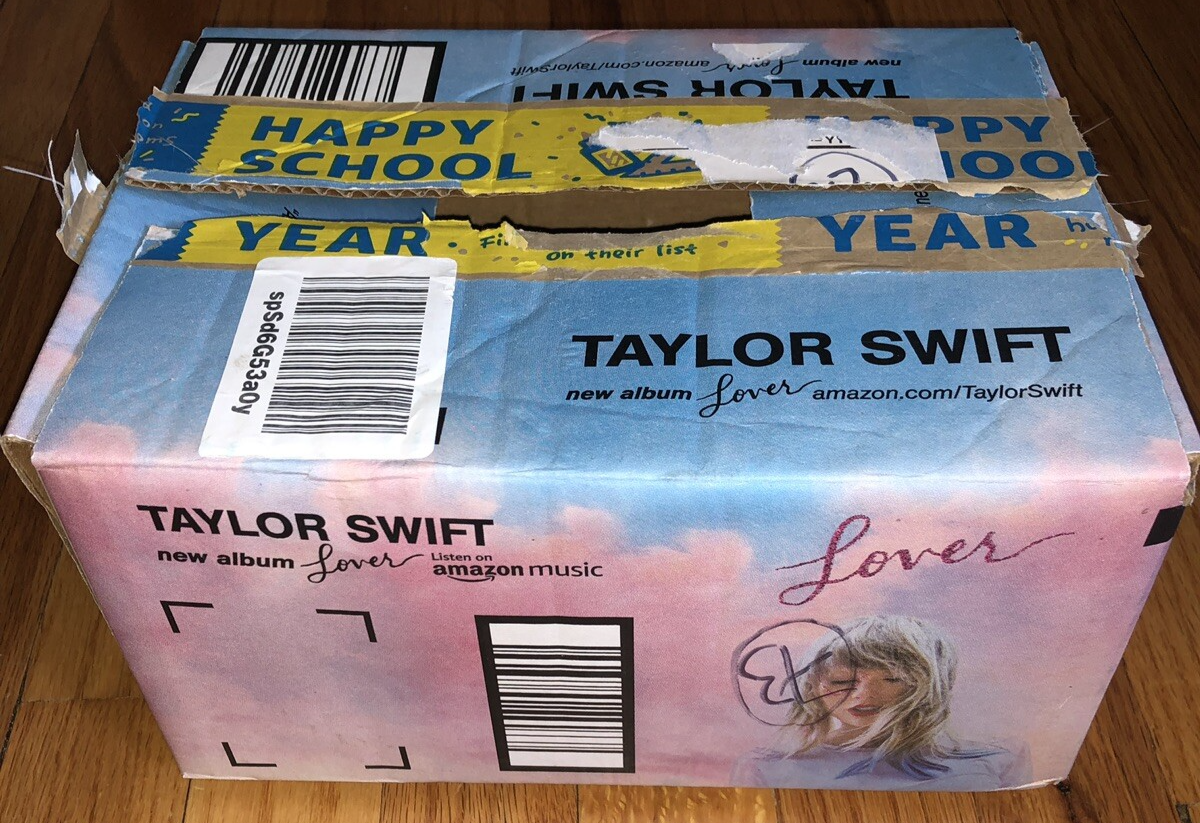 new album Lover amazon.com/TaylorSwift
TAYLOR SWIFT
HAPPY
SCHOOL
YEAR
on their list
YEAR
spSd6G53a0y
TAYLOR SWIFT
new album Lover amazon.com/TaylorSwift
TAYLOR SWIFT
new album Lover Listen on
amazon music
Lover